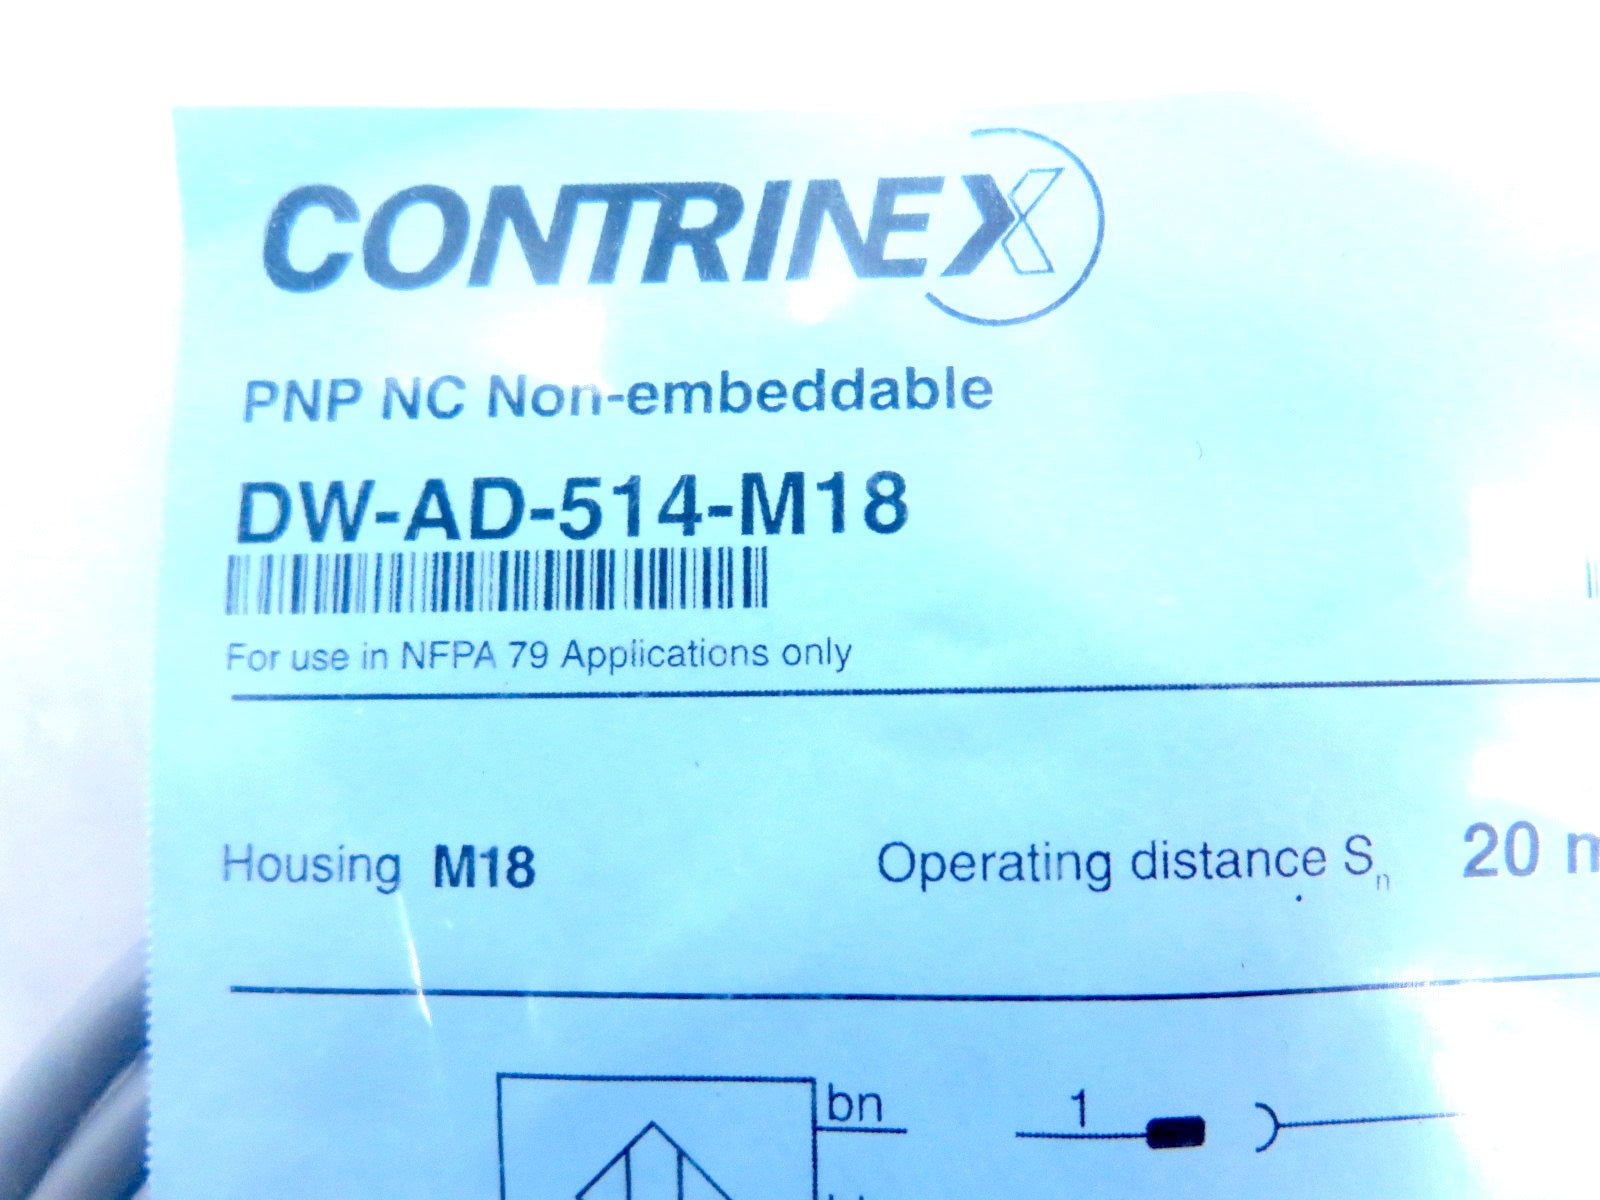 CONTRINEX
PNP NC Non-embeddable
DW-AD-514-M18
For use in NFPA 79 Applications only
Housing M18 Operating distance Sn 20
bn 1